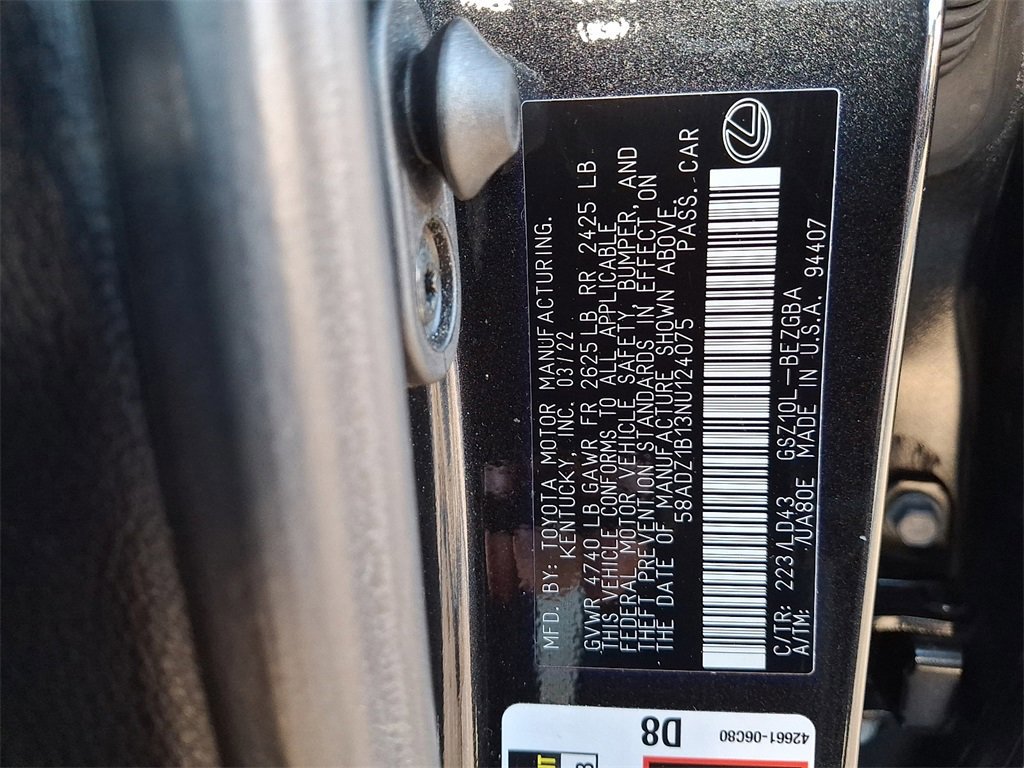 MFD. BY: TOYOTA MOTOR MANUFACTURING.
KENTUCKY, INC. 03/22
GVWR 4740 LB GAWR FR 2625 LB RR 2425 LB
THIS VEHICLE CONFORMS TO ALL APPLICABLE
FEDERAL MOTOR VEHICLE SAFETY, BUMPER, AND
THEFT PREVENTION STANDARDS IN EFFECT ON
THE DATE OF MANUFACTURE SHOWN ABOVE.
58ADZ1B13NU124075 PASS. CAR
C/TR: 223/LD43 GSZ10L-BEZGBA
A/TM: /UA80E MADE IN U.S.A. 94407
D8
42661-06C80